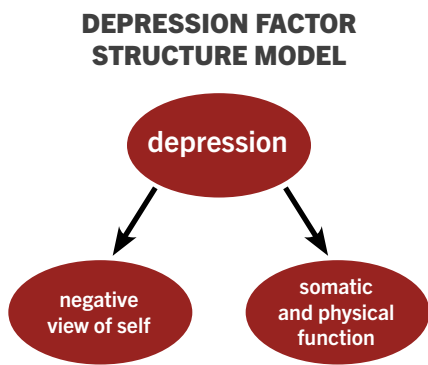 DEPRESSION FACTOR
STRUCTURE MODEL
depression
negative
view of self
somatic
and physical
function